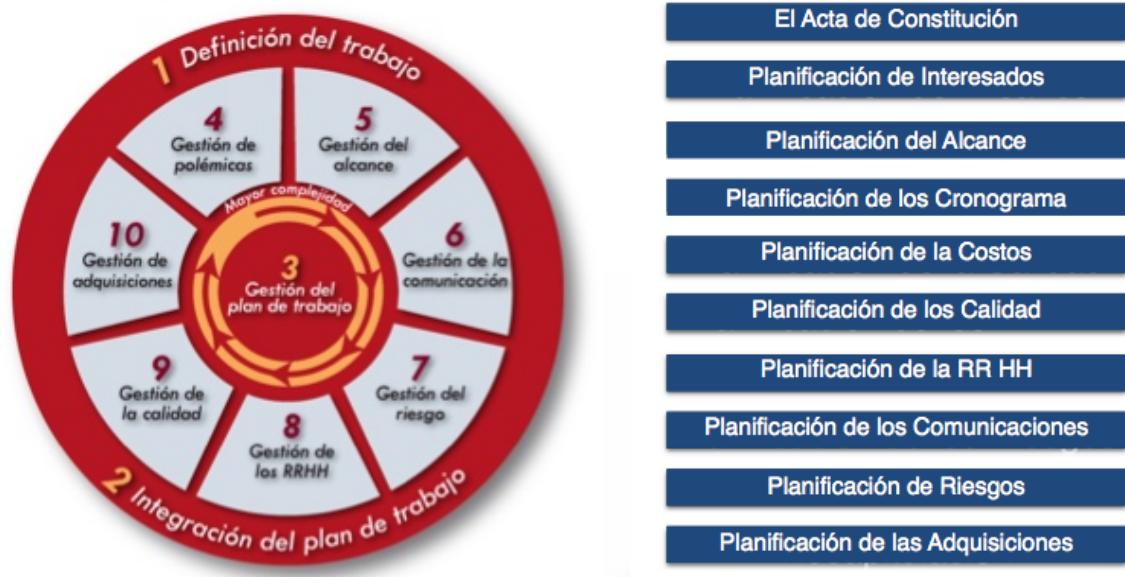 1 Definición del trabajo
4
Gestión de
polémicas
5
Gestión del
alcance
Mayor complejidad
10
Gestión de
adquisiciones
6
Gestión de la
comunicación
3
Gestión del
plan de trabajo
9
Gestión de
la calidad
7
Gestión del
riesgo
8
Gestión de
los RRHH
2 Integración del plan de trabajo
El Acta de Constitución
Planificación de Interesados
Planificación del Alcance
Planificación de los Cronograma
Planificación de la Costos
Planificación de los Calidad
Planificación de la RR HH
Planificación de los Comunicaciones
Planificación de Riesgos
Planificación de las Adquisiciones